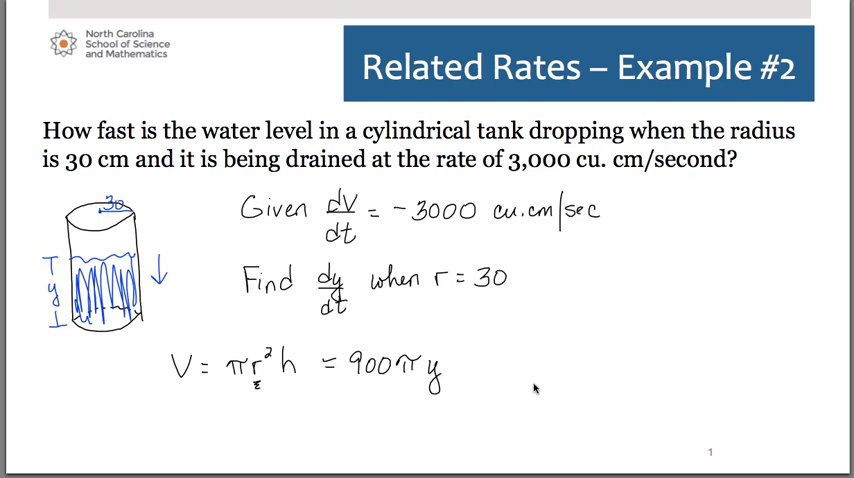 North Carolina
School of Science
and Mathematics
Related Rates – Example #2
How fast is the water level in a cylindrical tank dropping when the radius
is 30 cm and it is being drained at the rate of 3,000 cu. cm/second?
30
y
Given dV/dt = -3000 cu.cm/sec
Find dy/dt when r = 30
V = πr²h = 900πy
1